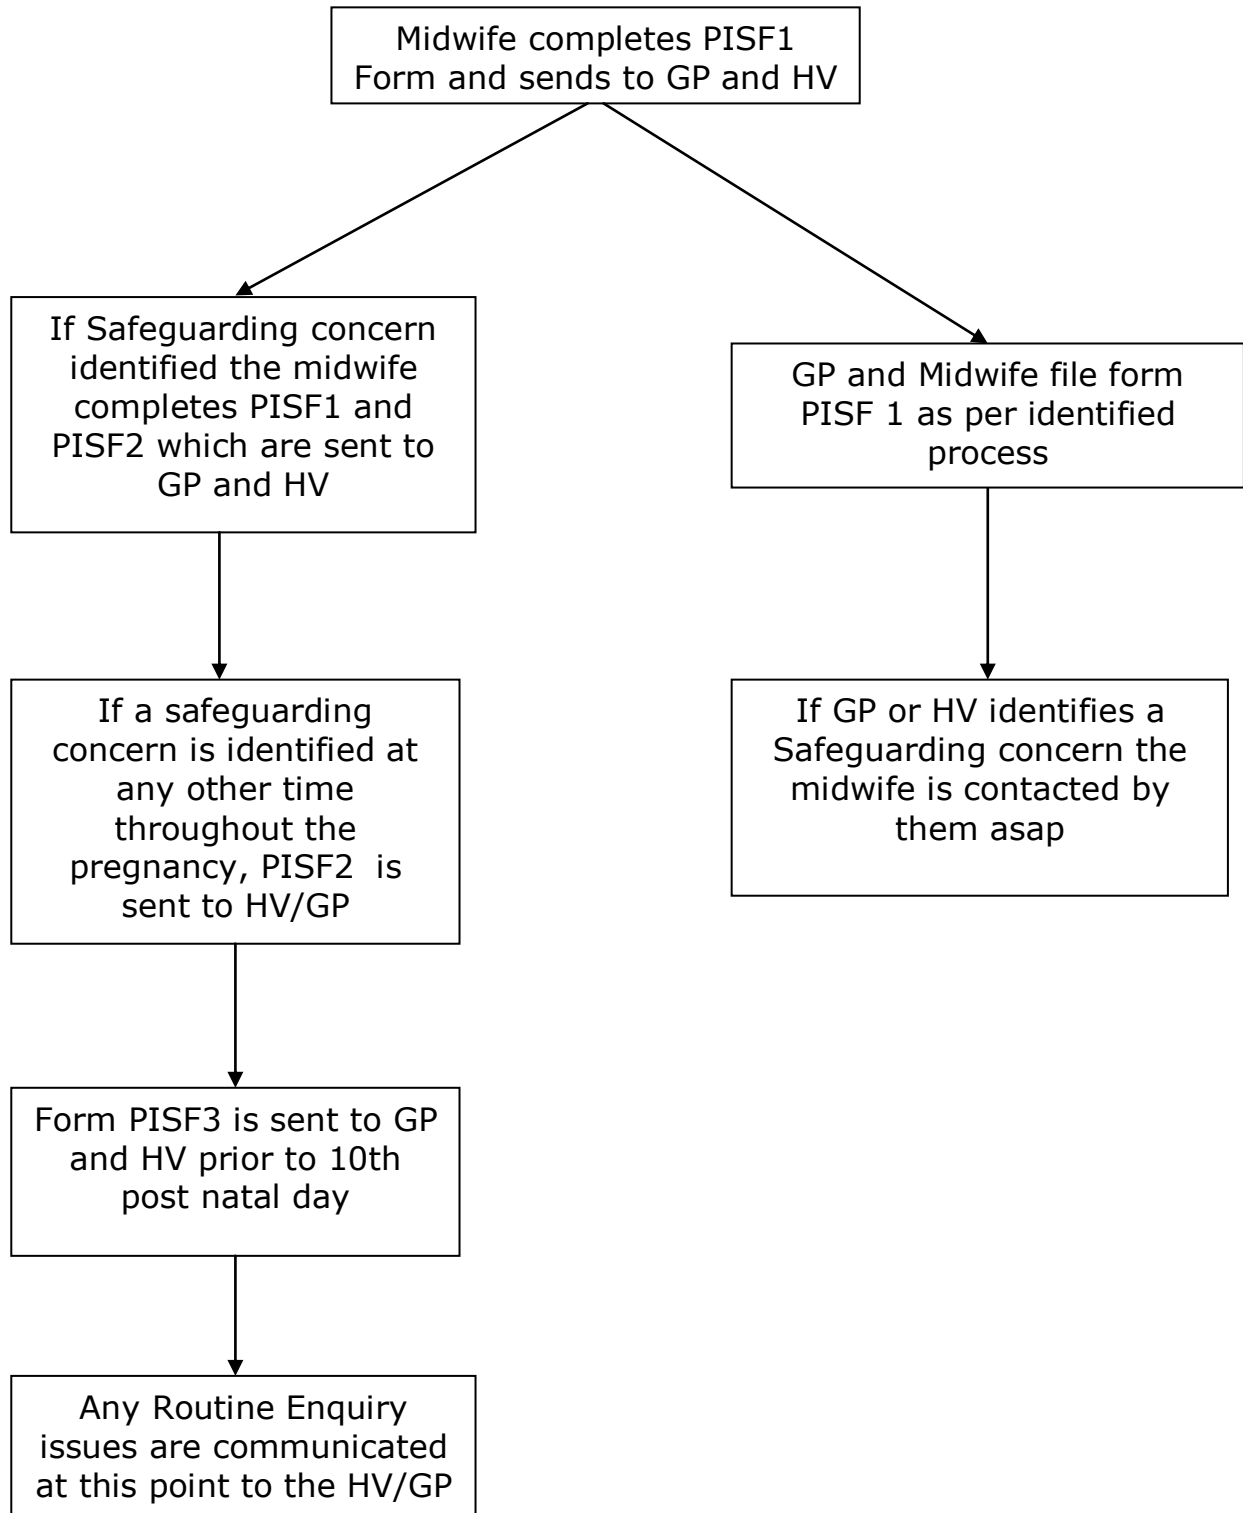 Midwife completes PISF1
Form and sends to GP and HV
If Safeguarding concern
identified the midwife
completes PISF1 and
PISF2 which are sent to
GP and HV
GP and Midwife file form
PISF 1 as per identified
process
If a safeguarding
concern is identified at
any other time
throughout the
pregnancy, PISF2 is
sent to HV/GP
If GP or HV identifies a
Safeguarding concern the
midwife is contacted by
them asap
Form PISF3 is sent to GP
and HV prior to 10th
post natal day
Any Routine Enquiry
issues are communicated
at this point to the HV/GP